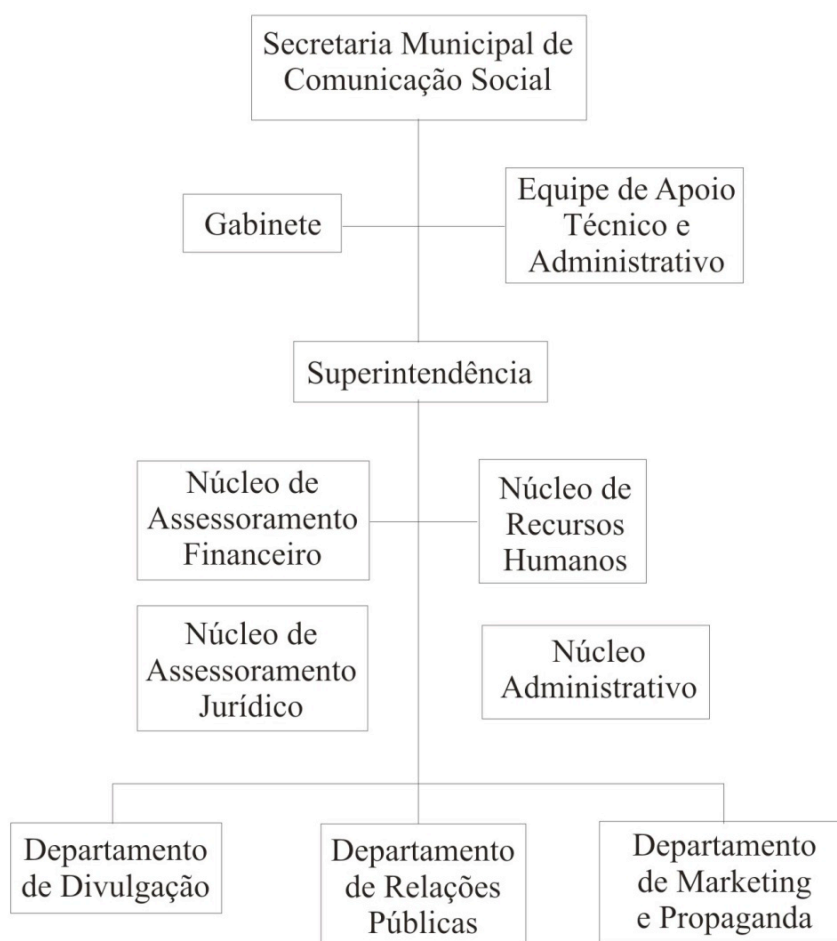 Secretaria Municipal de
Comunicação Social
Gabinete
Equipe de Apoio
Técnico e
Administrativo
Superintendência
Núcleo de
Assessoramento
Financeiro
Núcleo de
Recursos
Humanos
Núcleo de
Assessoramento
Jurídico
Núcleo
Administrativo
Departamento
de Divulgação
Departamento
de Relações
Públicas
Departamento
de Marketing
e Propaganda